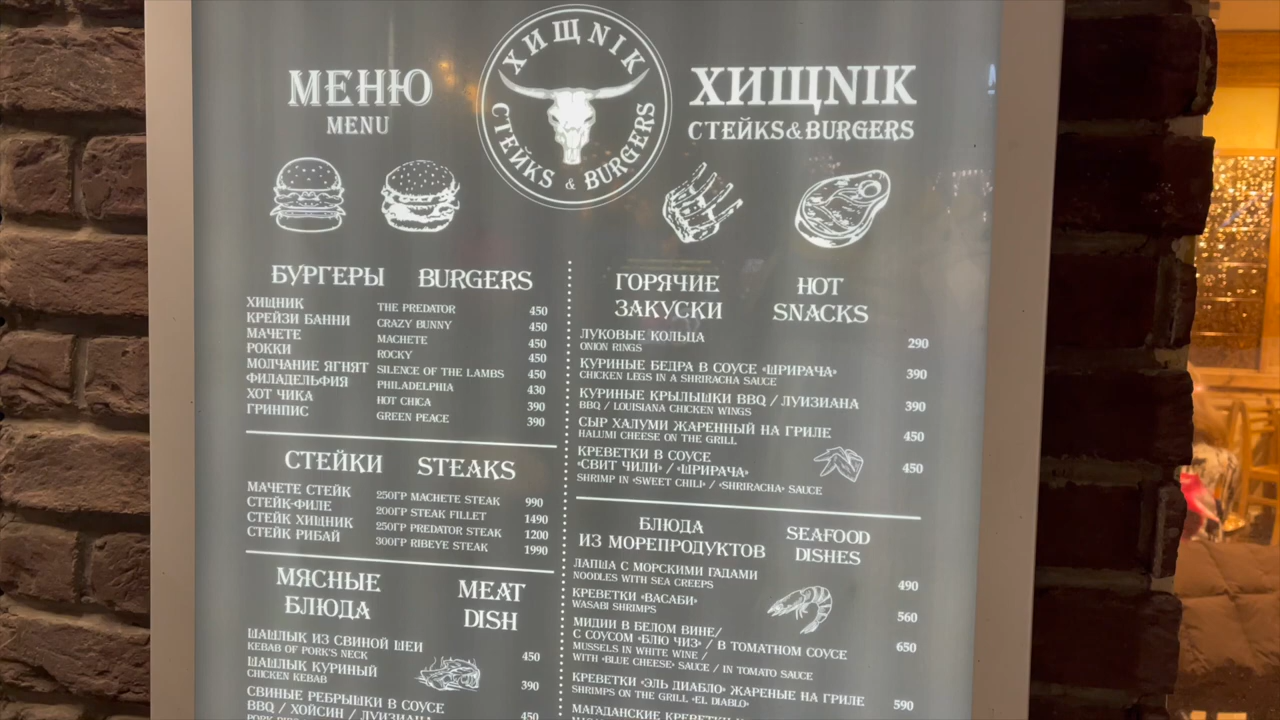 МЕНЮ
MENU
ХИЩNIK
СТЕЙKS & BURGERS
ХИЩNIK
СТЕЙKS&BURGERS
БУРГЕРЫ BURGERS
ХИЩНИК THE PREDATOR 450
КРЕЙЗИ БАННИ CRAZY BUNNY 450
МАЧЕТЕ MACHETE 450
РОККИ ROCKY 450
МОЛЧАНИЕ ЯГНЯТ SILENCE OF THE LAMBS 450
ФИЛАДЕЛЬФИЯ PHILADELPHIA 430
ХОТ ЧИКА HOT CHICA 390
ГРИНПИС GREEN PEACE 390
СТЕЙКИ STEAKS
МАЧЕТЕ СТЕЙК 250ГР MACHETE STEAK 990
СТЕЙК-ФИЛЕ 200ГР STEAK FILLET 1490
СТЕЙК ХИЩНИК 250ГР PREDATOR STEAK 1200
СТЕЙК РИБАЙ 300ГР RIBEYE STEAK 1990
МЯСНЫЕ MEAT
БЛЮДА DISH
ШАШЛЫК ИЗ СВИНОЙ ШЕИ
KEBAB OF PORK'S NECK 450
ШАШЛЫК КУРИНЫЙ
CHICKEN KEBAB 390
СВИНЫЕ РЕБРЫШКИ В СОУСЕ
BBQ / ХОЙСИН / ЛУИЗИАНА 450
ГОРЯЧИЕ HOT
ЗАКУСКИ SNACKS
ЛУКОВЫЕ КОЛЬЦА 290
ONION RINGS
КУРИНЫЕ БЕДРА В СОУСЕ «ШРИРАЧА» 390
CHICKEN LEGS IN A SHRIRACHA SAUCE
КУРИНЫЕ КРЫЛЫШКИ BBQ / ЛУИЗИАНА 390
BBQ / LOUISIANA CHICKEN WINGS
СЫР ХАЛУМИ ЖАРЕННЫЙ НА ГРИЛЕ 450
HALUMI CHEESE ON THE GRILL
КРЕВЕТКИ В СОУСЕ 450
«СВИТ ЧИЛИ» / «ШРИРАЧА»
SHRIMP IN «SWEET CHILI» / «SHRIRACHA» SAUCE
БЛЮДА SEAFOOD
ИЗ МОРЕПРОДУКТОВ DISHES
ЛАПША С МОРСКИМИ ГАДАМИ 490
NOODLES WITH SEA CREEPS
КРЕВЕТКИ «ВАСАБИ» 560
WASABI SHRIMPS
МИДИИ В БЕЛОМ ВИНЕ/
С СОУСОМ «БЛЮ ЧИЗ» / В ТОМАТНОМ СОУСЕ 650
MUSSELS IN WHITE WINE /
WITH «BLUE CHEESE» SAUCE / IN TOMATO SAUCE
КРЕВЕТКИ «ЭЛЬ ДИАБЛО» ЖАРЕНЫЕ НА ГРИЛЕ 590
SHRIMPS ON THE GRILL «EL DIABLO»
МАГАДАНСКИЕ КРЕВЕТКИ